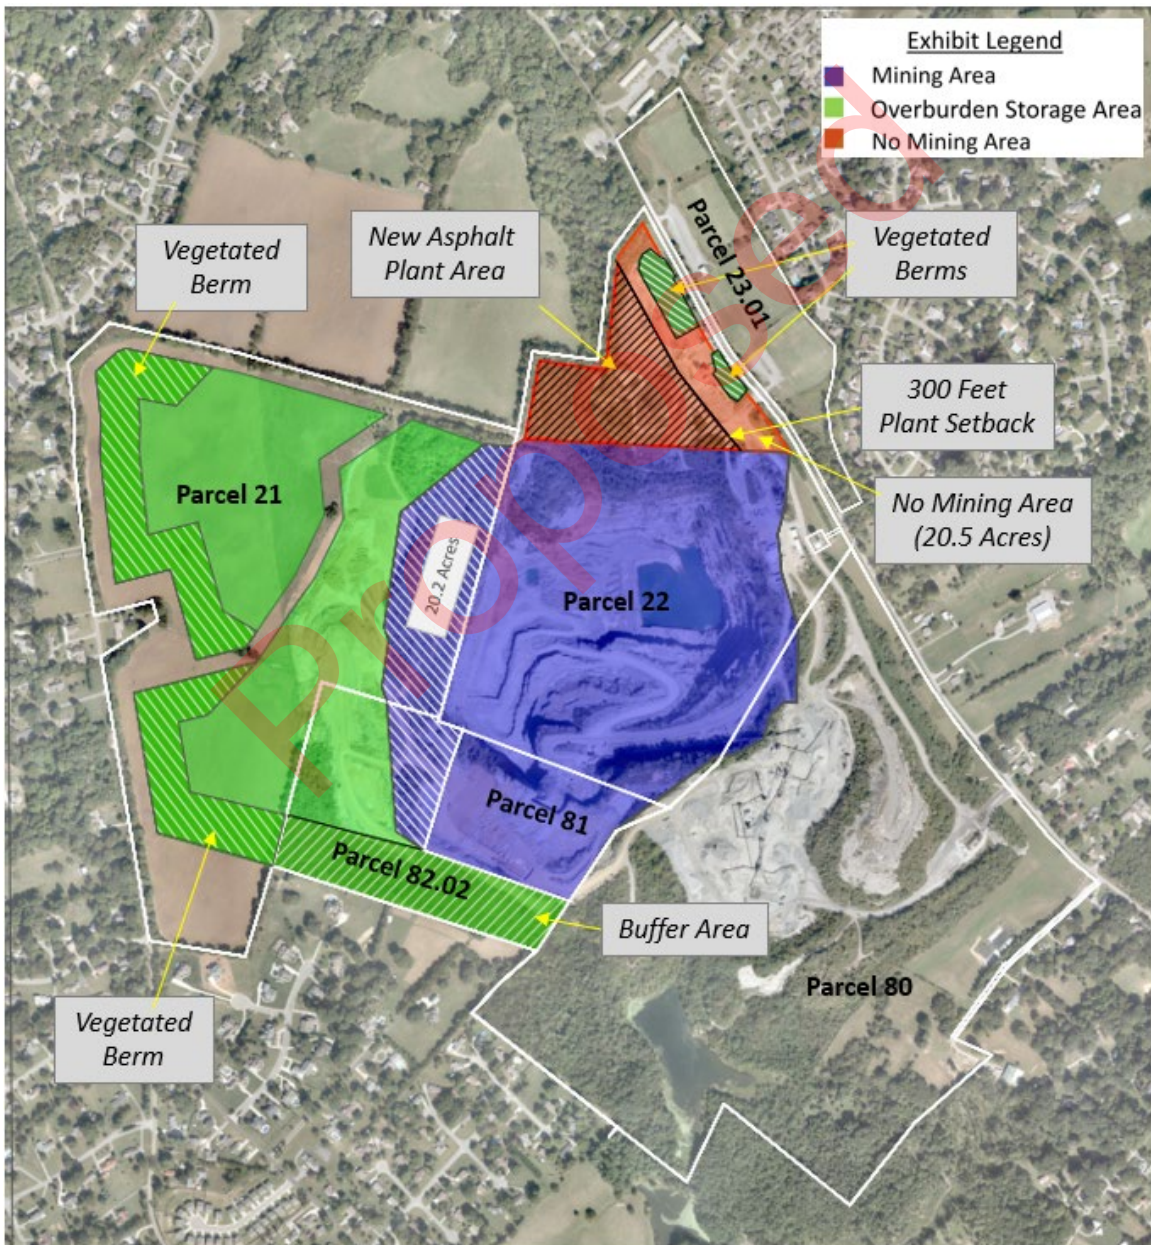 Exhibit Legend
Mining Area
Overburden Storage Area
No Mining Area
Proposed
Vegetated
Berm
New Asphalt
Plant Area
Parcel 23.01
Vegetated
Berms
300 Feet
Plant Setback
Parcel 21
No Mining Area
(20.5 Acres)
20.2 Acres
Parcel 22
Parcel 81
Parcel 82.02
Buffer Area
Parcel 80
Vegetated
Berm